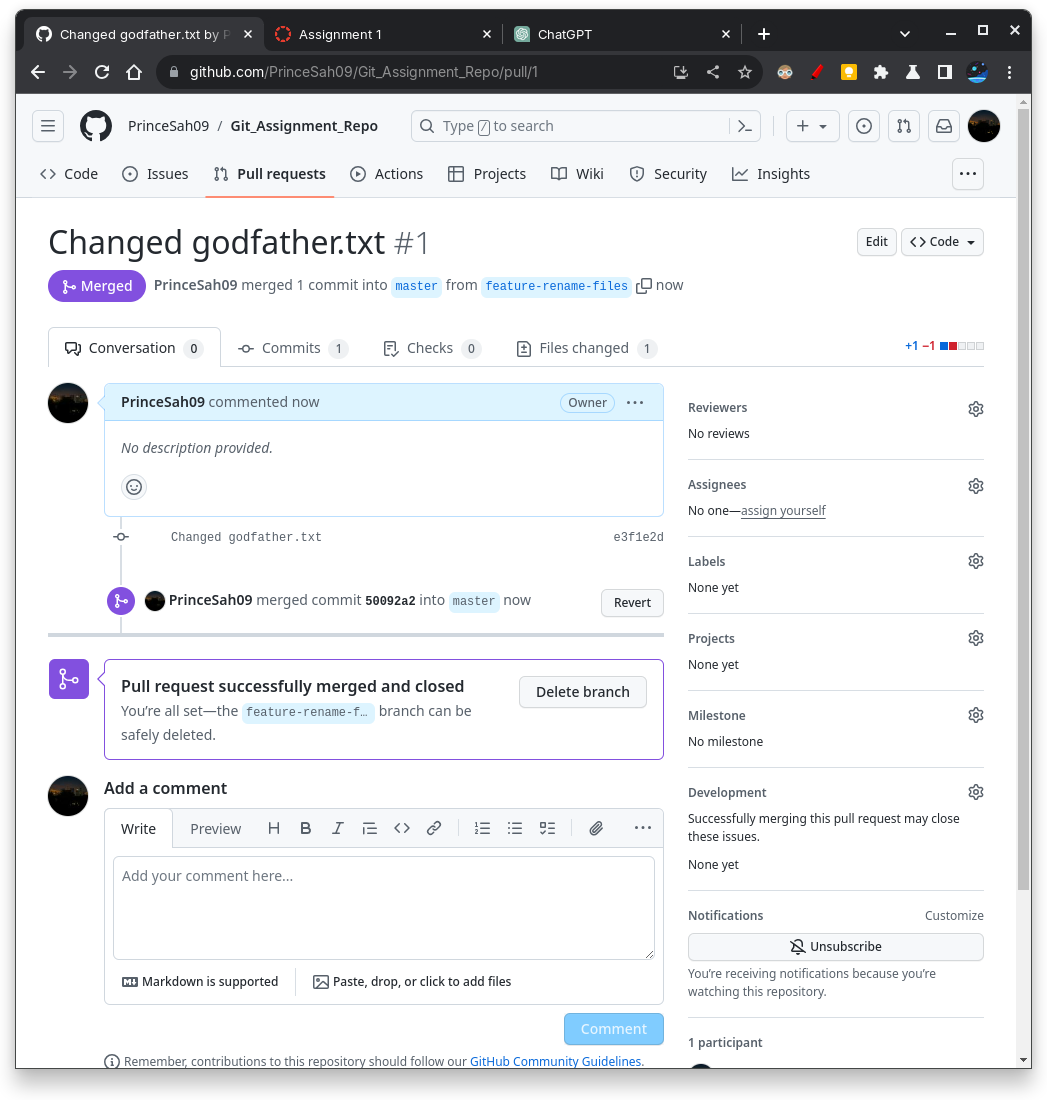 Changed godfather.txt by P
Assignment 1
ChatGPT
github.com/PrinceSah09/Git_Assignment_Repo/pull/1
PrinceSah09 / Git_Assignment_Repo
Type / to search
Code
Issues
Pull requests
Actions
Projects
Wiki
Security
Insights
Changed godfather.txt #1
Edit
Code
Merged
PrinceSah09 merged 1 commit into master from feature-rename-files now
Conversation 0
Commits 1
Checks 0
Files changed 1
+1 −1
PrinceSah09 commented now
Owner
No description provided.
Changed godfather.txt
e3f1e2d
PrinceSah09 merged commit 50092a2 into master now
Revert
Pull request successfully merged and closed
You’re all set—the feature-rename-f… branch can be
safely deleted.
Delete branch
Add a comment
Write
Preview
H B I
Add your comment here...
Markdown is supported
Paste, drop, or click to add files
Comment
Remember, contributions to this repository should follow our GitHub Community Guidelines.
Reviewers
No reviews
Assignees
No one—assign yourself
Labels
None yet
Projects
None yet
Milestone
No milestone
Development
Successfully merging this pull request may close
these issues.
None yet
Notifications
Customize
Unsubscribe
You’re receiving notifications because you’re
watching this repository.
1 participant